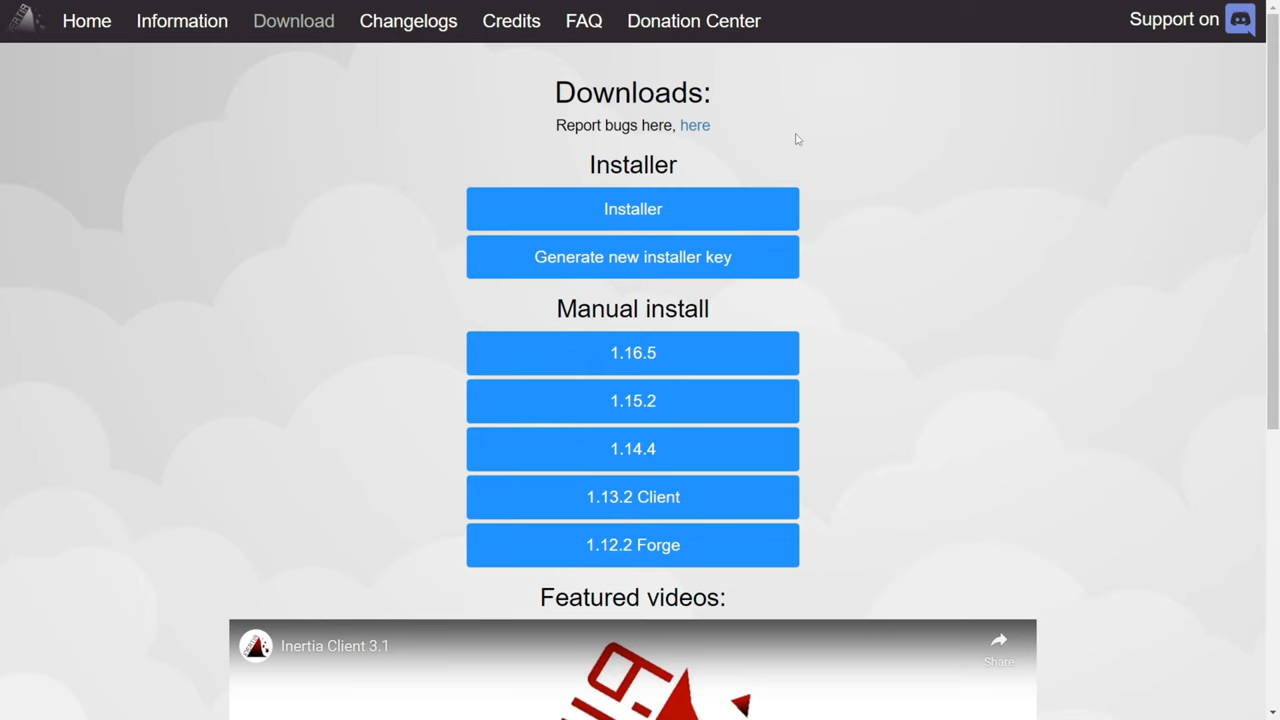 Home Information Download Changelogs Credits FAQ Donation Center Support on
Downloads:
Report bugs here, here
Installer
Installer
Generate new installer key
Manual install
1.16.5
1.15.2
1.14.4
1.13.2 Client
1.12.2 Forge
Featured videos:
Inertia Client 3.1
Share